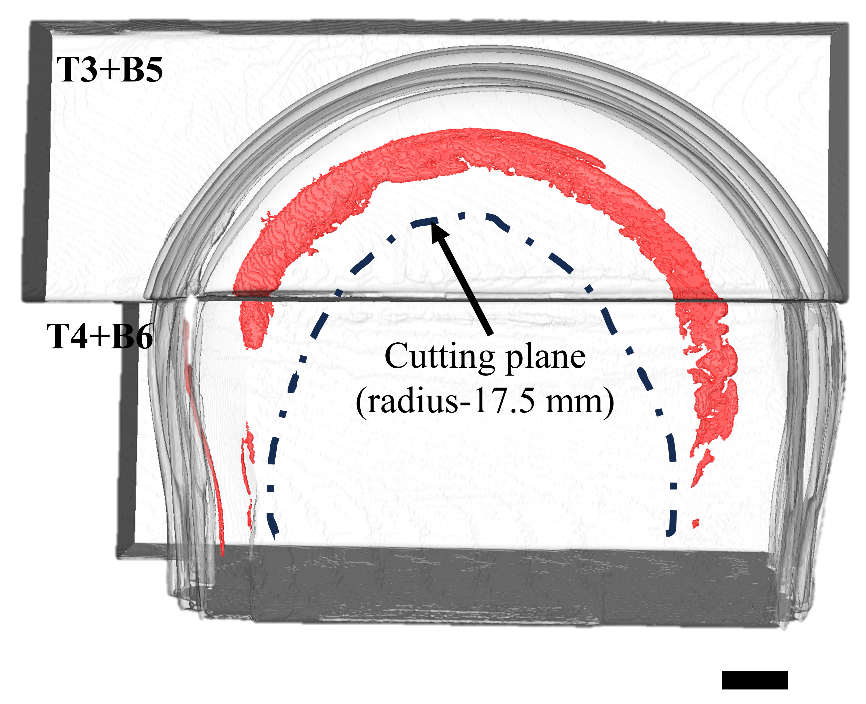 T3+B5
T4+B6
Cutting plane
(radius-17.5 mm)